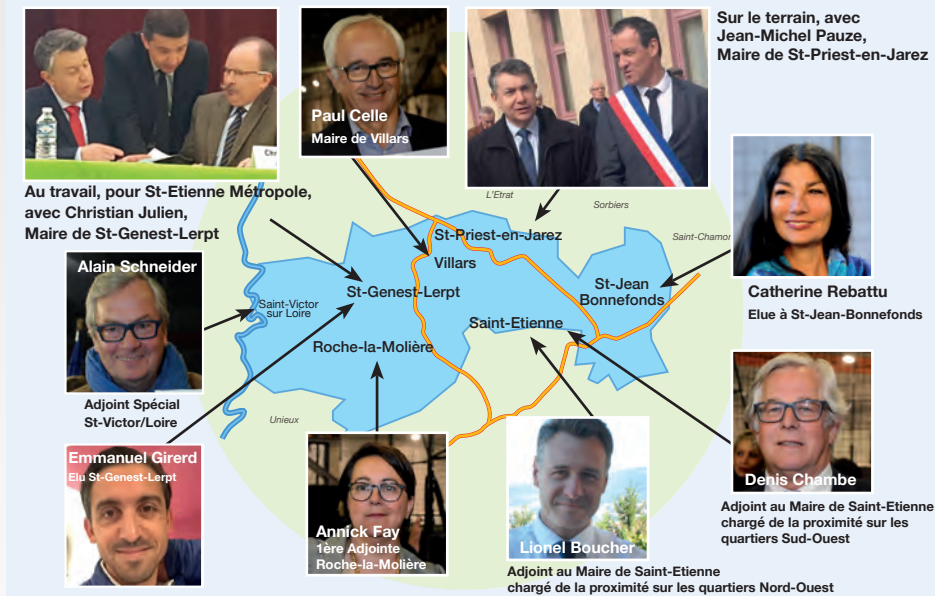 Sur le terrain, avec
Jean-Michel Pauze,
Maire de St-Priest-en-Jarez
Paul Celle
Maire de Villars
Au travail, pour St-Etienne Métropole,
avec Christian Julien,
Maire de St-Genest-Lerpt
L'Etrat
Sorbiers
Saint-Chamon
St-Priest-en-Jarez
Villars
St-Genest-Lerpt
St-Jean
Bonnefonds
Saint-Victor
sur Loire
Saint-Etienne
Roche-la-Molière
Unieux
Catherine Rebattu
Elue à St-Jean-Bonnefonds
Alain Schneider
Adjoint Spécial
St-Victor/Loire
Emmanuel Girerd
Elu St-Genest-Lerpt
Annick Fay
1ère Adjointe
Roche-la-Molière
Lionel Boucher
Adjoint au Maire de Saint-Etienne
chargé de la proximité sur les quartiers Nord-Ouest
Denis Chambe
Adjoint au Maire de Saint-Etienne
chargé de la proximité sur les
quartiers Sud-Ouest